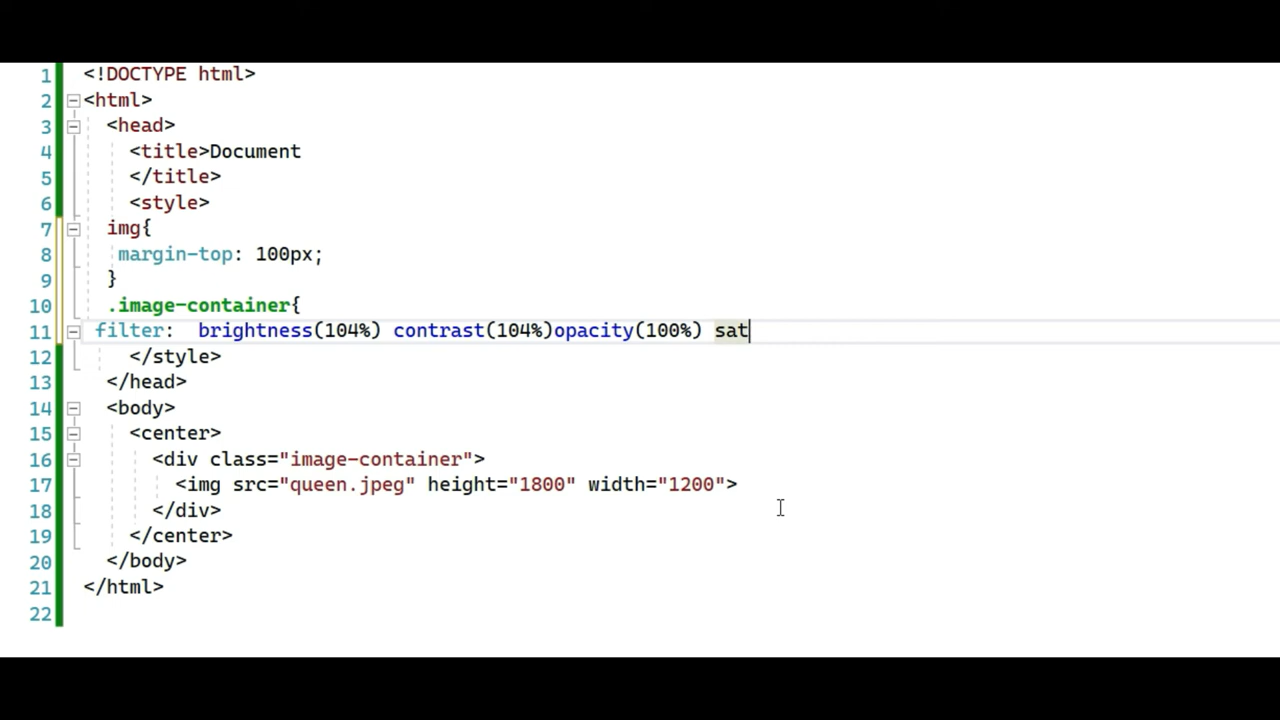 1 <!DOCTYPE html>
2 <html>
3 <head>
4 <title>Document
5 </title>
6 <style>
7 img{
8 margin-top: 100px;
9 }
10 .image-container{
11 filter:  brightness(104%) contrast(104%)opacity(100%) sat
12 </style>
13 </head>
14 <body>
15 <center>
16 <div class="image-container">
17 <img src="queen.jpeg" height="1800" width="1200">
18 </div>
19 </center>
20 </body>
21 </html>
22